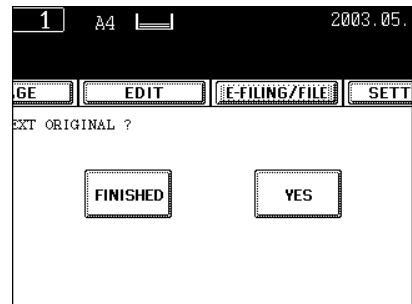 1 A4 2003.05.
GE EDIT E-FILING/FILE SETT
EXT ORIGINAL ?
FINISHED YES